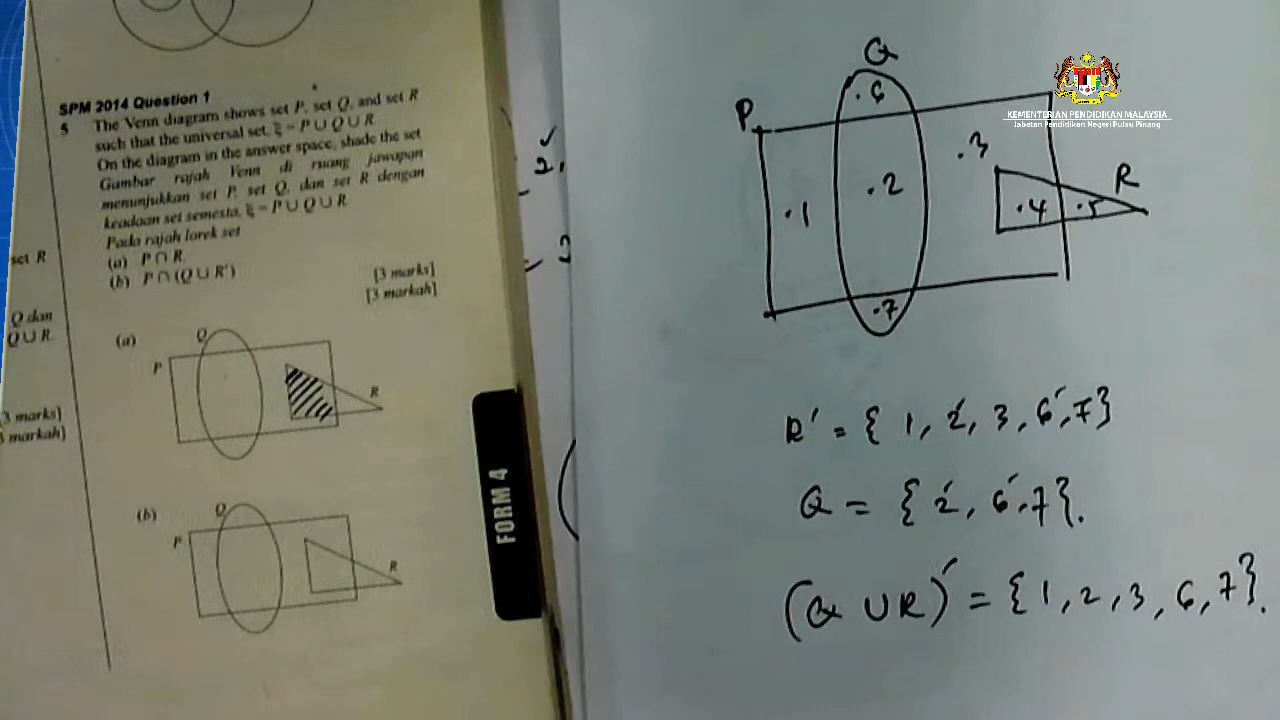 SPM 2014 Question 1
5 The Venn diagram shows set P, set Q, and set R
such that the universal set, ξ = P ∪ Q ∪ R
On the diagram in the answer space, shade the set
Gambar rajah Venn di ruang jawapan
menunjukkan set P, set Q, dan set R dengan
keadaan set semesta, ξ = P ∪ Q ∪ R
Pada rajah lorek set
(a) P ∩ R
(b) P ∩ (Q ∪ R')
[3 marks]
[3 markah]
set R
Q dan
Q ∪ R
3 marks]
markah]
(a)
Q
P
R
(b)
Q
P
R
FORM 4
2,
Q
P
.6
.3
.2
R
.1
.4
.5
.7
R' = { 1, 2, 3, 6, 7}
Q = { 2, 6, 7}.
(Q ∪ R)' = { 1, 2, 3, 6, 7}.
KEMENTERIAN PENDIDIKAN MALAYSIA
Jabatan Pendidikan Negeri Pulau Pinang